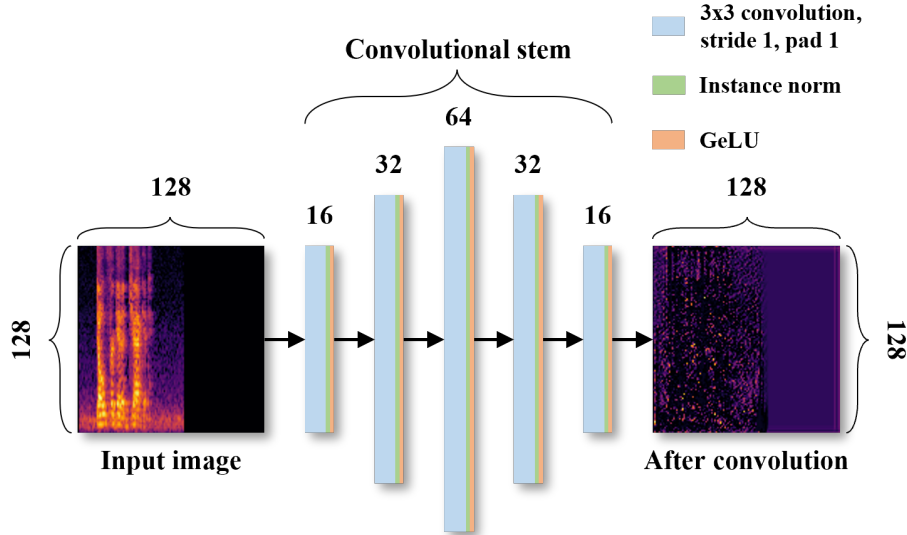 3x3 convolution,
stride 1, pad 1
Convolutional stem
Instance norm
64
GeLU
32
32
128
128
16
16
128
128
Input image
After convolution